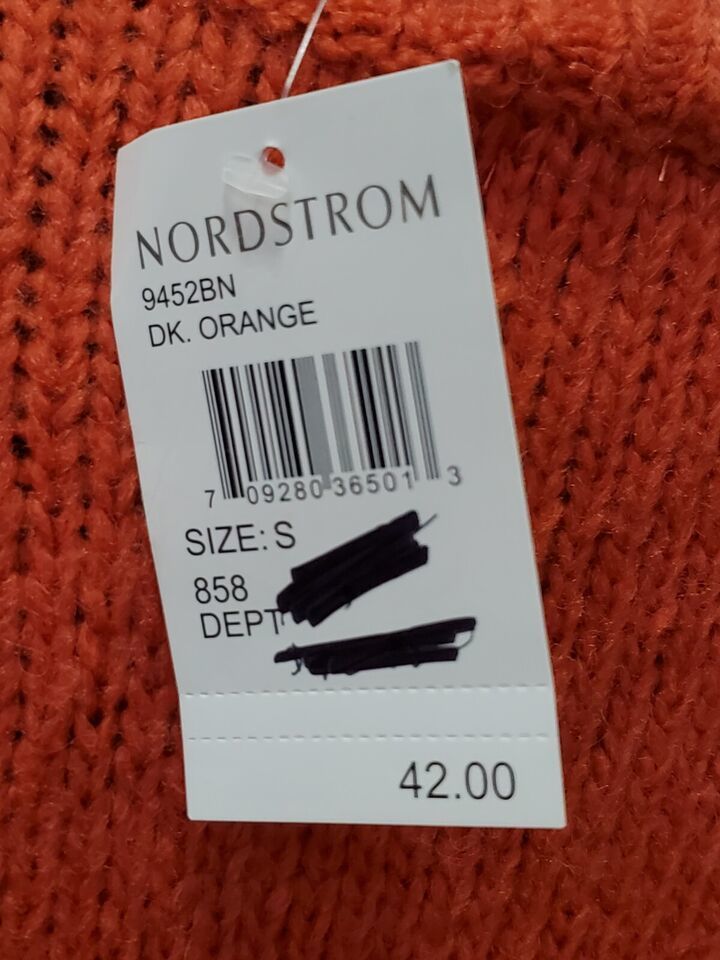 NORDSTROM
9452BN
DK. ORANGE
7 09280 36501 3
SIZE: S
858
DEPT
42.00